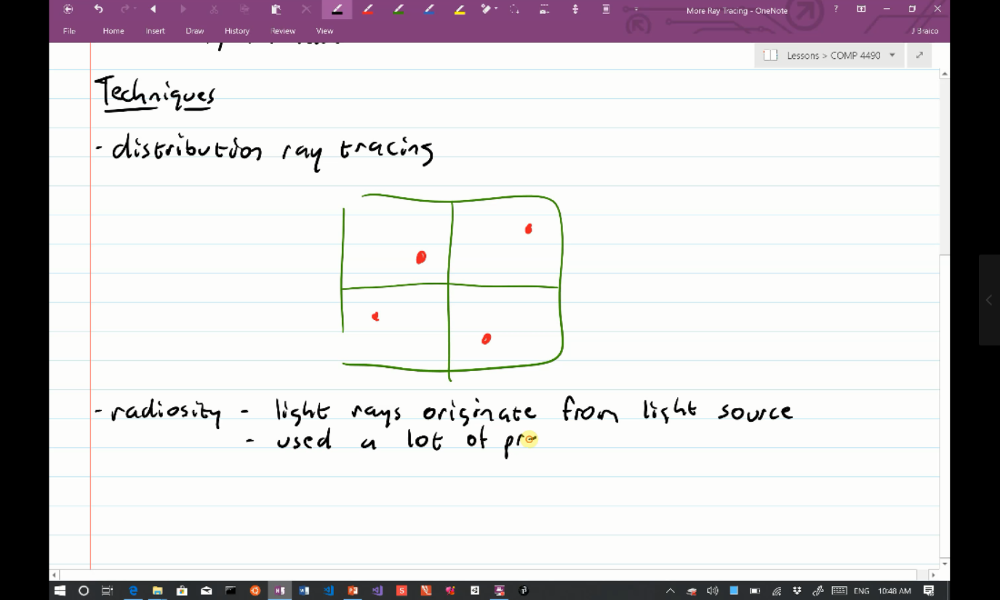 More Ray Tracing - OneNote
?
File Home Insert Draw History Review View
J Braico
Lessons > COMP 4490
Techniques
- distribution ray tracing
- radiosity - light rays originate from light source
- used a lot of pr
ENG 10:48 AM